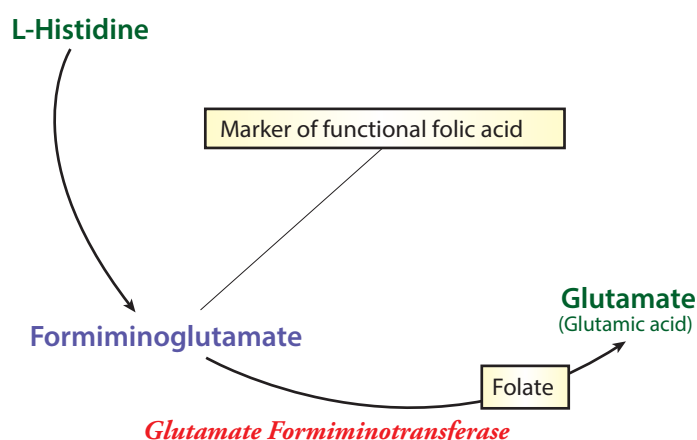 L-Histidine
Marker of functional folic acid
Glutamate
(Glutamic acid)
Formiminoglutamate
Folate
Glutamate Formiminotransferase